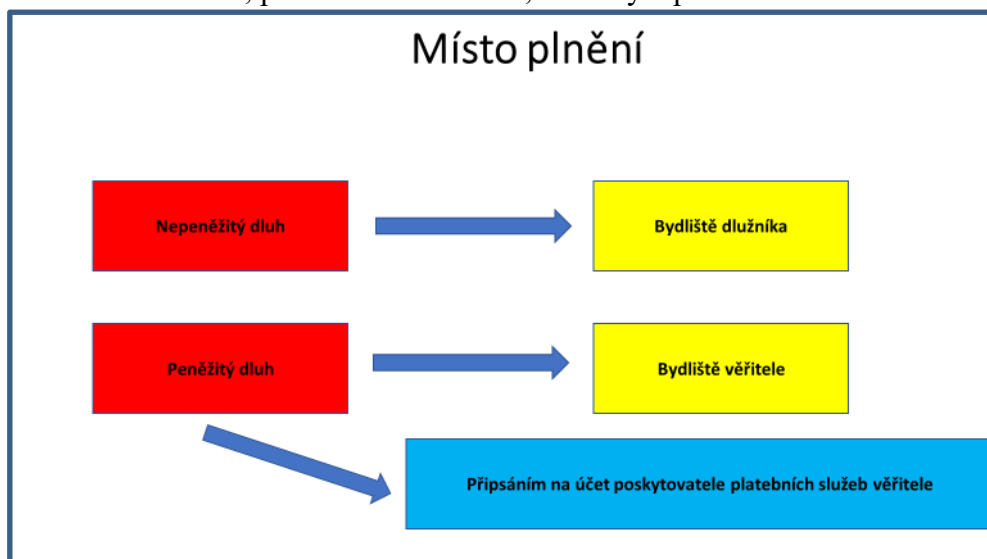 Místo plnění
Nepeněžitý dluh
Bydliště dlužníka
Peněžitý dluh
Bydliště věřitele
Připsáním na účet poskytovatele platebních služeb věřitele